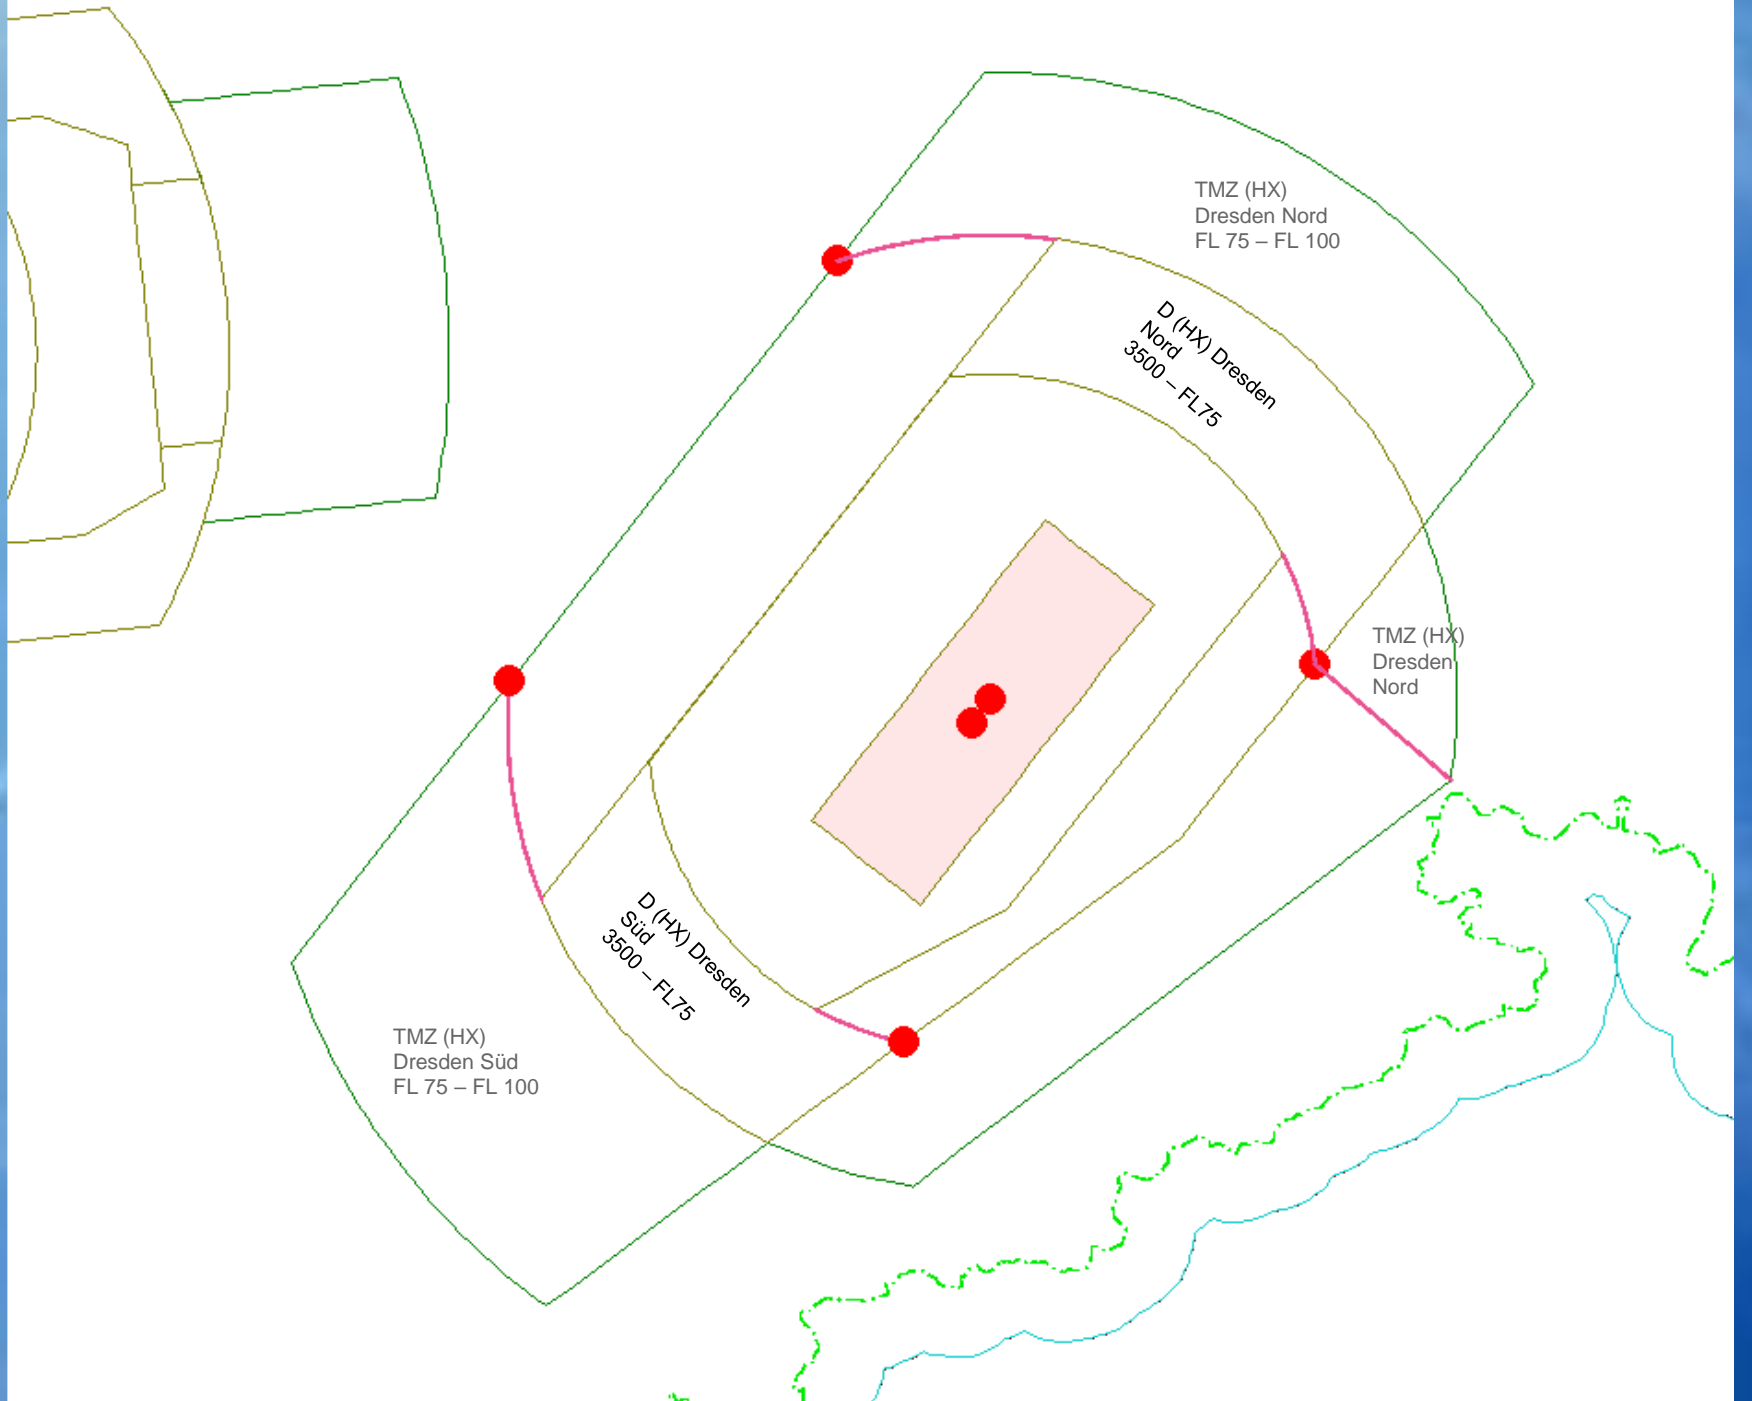 TMZ (HX)
Dresden Nord
FL 75 – FL 100
D (HX) Dresden
Nord
3500 – FL75
TMZ (HX)
Dresden
Nord
D (HX) Dresden
Süd
3500 – FL75
TMZ (HX)
Dresden Süd
FL 75 – FL 100